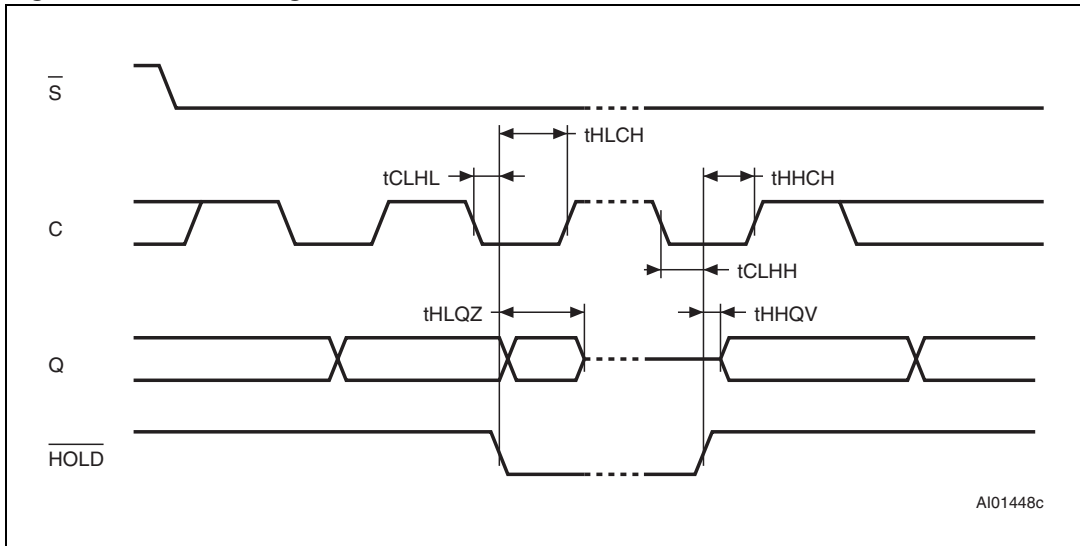 S
tHLCH
tCLHL
tHHCH
C
tCLHH
tHLQZ
tHHQV
Q
HOLD
AI01448c